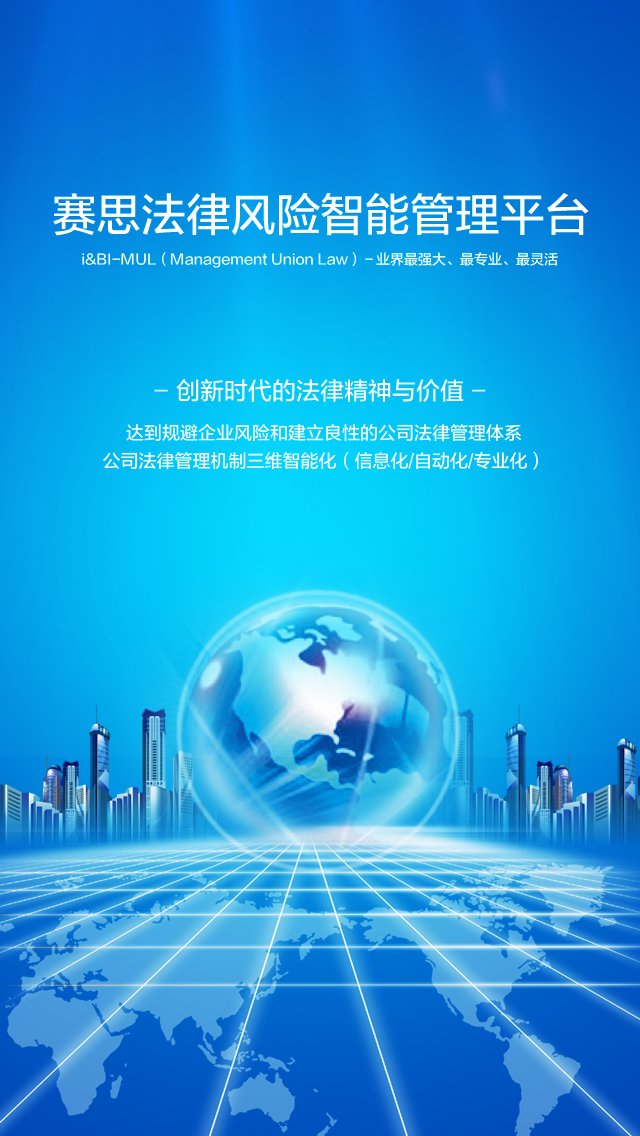 赛思法律风险智能管理平台
i&BI-MUL（Management Union Law）-业界最强大、最专业、最灵活
- 创新时代的法律精神与价值 -
达到规避企业风险和建立良性的公司法律管理体系
公司法律管理机制三维智能化（信息化/自动化/专业化）